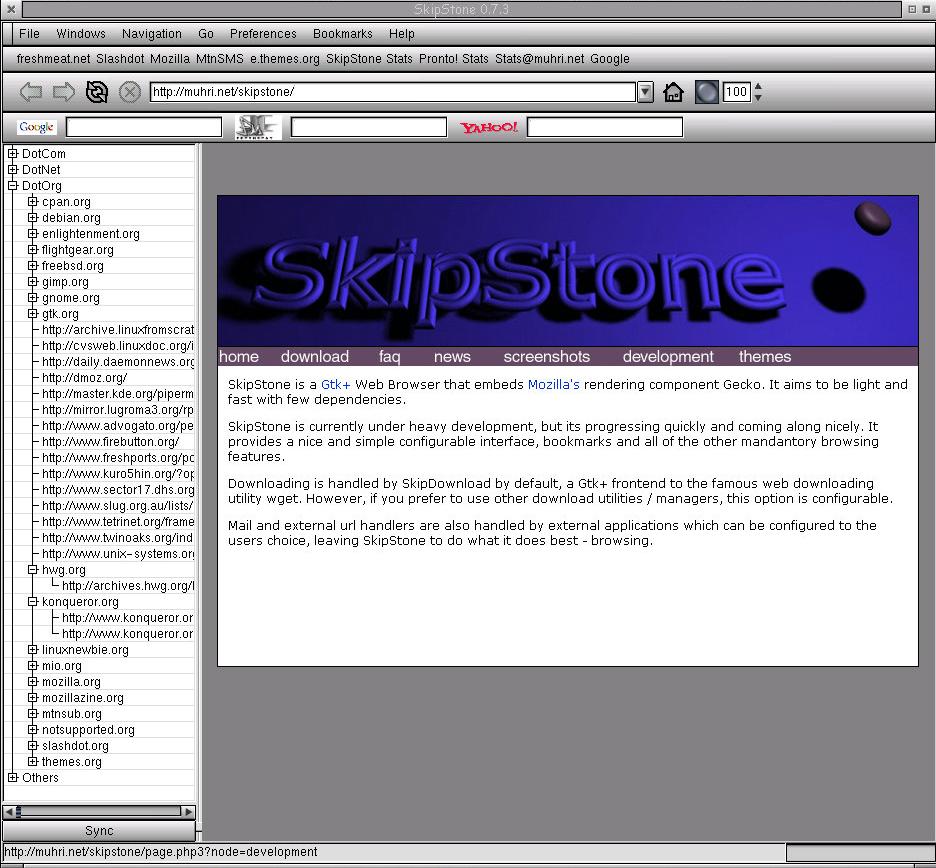 SkipStone 0.7.3
File Windows Navigation Go Preferences Bookmarks Help
freshmeat.net Slashdot Mozilla MtnSMS e.themes.org SkipStone Stats Pronto! Stats Stats@muhri.net Google
http://muhri.net/skipstone/ 100
Google YAHOO!
DotCom
DotNet
DotOrg
cpan.org
debian.org
enlightenment.org
flightgear.org
freebsd.org
gimp.org
gnome.org
gtk.org
http://archive.linuxfromscrat
http://cvsweb.linuxdoc.org/i
http://daily.daemonnews.org
http://dmoz.org/
http://master.kde.org/piperm
http://mirror.lugroma3.org/rp
http://www.advogato.org/pe
http://www.firebutton.org/
http://www.freshports.org/po
http://www.kuro5hin.org/?op
http://www.sector17.dhs.org
http://www.slug.org.au/lists/
http://www.tetrinet.org/frame
http://www.twinoaks.org/ind
http://www.unix-systems.org
hwg.org
http://archives.hwg.org/l
konqueror.org
http://www.konqueror.or
http://www.konqueror.or
linuxnewbie.org
mio.org
mozilla.org
mozillazine.org
mtnsub.org
notsupported.org
slashdot.org
themes.org
Others
Sync
SkipStone
home download faq news screenshots development themes
SkipStone is a Gtk+ Web Browser that embeds Mozilla's rendering component Gecko. It aims to be light and
fast with few dependencies.
SkipStone is currently under heavy development, but its progressing quickly and coming along nicely. It
provides a nice and simple configurable interface, bookmarks and all of the other mandantory browsing
features.
Downloading is handled by SkipDownload by default, a Gtk+ frontend to the famous web downloading
utility wget. However, if you prefer to use other download utilities / managers, this option is configurable.
Mail and external url handlers are also handled by external applications which can be configured to the
users choice, leaving SkipStone to do what it does best - browsing.
http://muhri.net/skipstone/page.php3?node=development